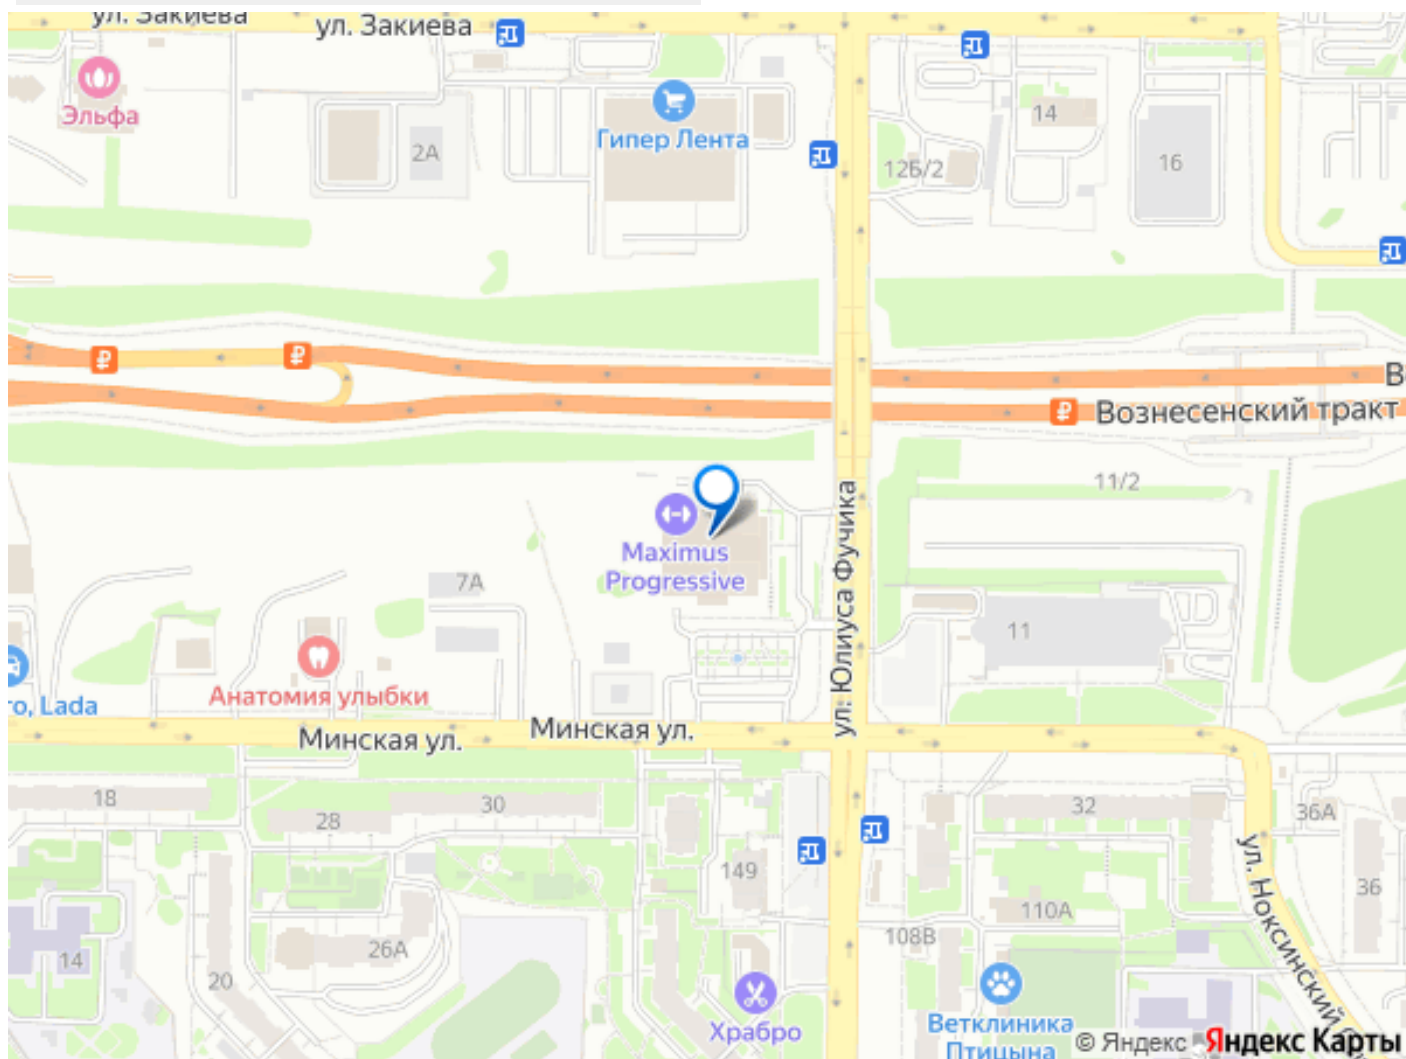 ул. Закиева
ул. Закиева
Эльфа
Гипер Лента
2А
14
12Б/2
16
В
Вознесенский тракт
11/2
ул. Юлиуса Фучика
Maximus
Progressive
7А
11
Анатомия улыбки
ro, Lada
Минская ул.
Минская ул.
18
28
30
32
36А
149
ул. Ноксинский
36
110А
108В
26А
14
20
Храбро
Ветклиника
Птицына
© Яндекс Яндекс Карты